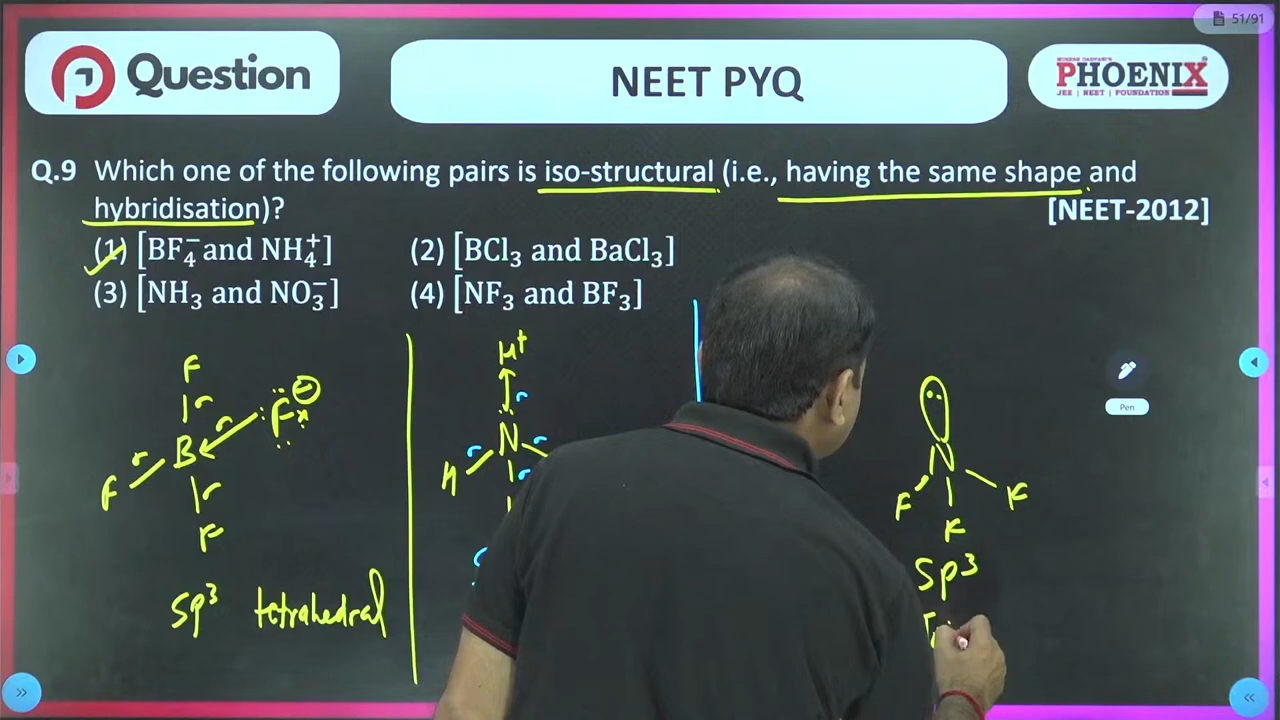 51/91
Question
NEET PYQ
PHOENIX
JEE | NEET | FOUNDATION
Q.9 Which one of the following pairs is iso-structural (i.e., having the same shape and
hybridisation)? [NEET-2012]
(1) [BF₄⁻ and NH₄⁺] (2) [BCl₃ and BaCl₃]
(3) [NH₃ and NO₃⁻] (4) [NF₃ and BF₃]
F
F B F⊖
F
sp³ tetrahedral
H⁺
H N
N
F F F
Sp³
Pen